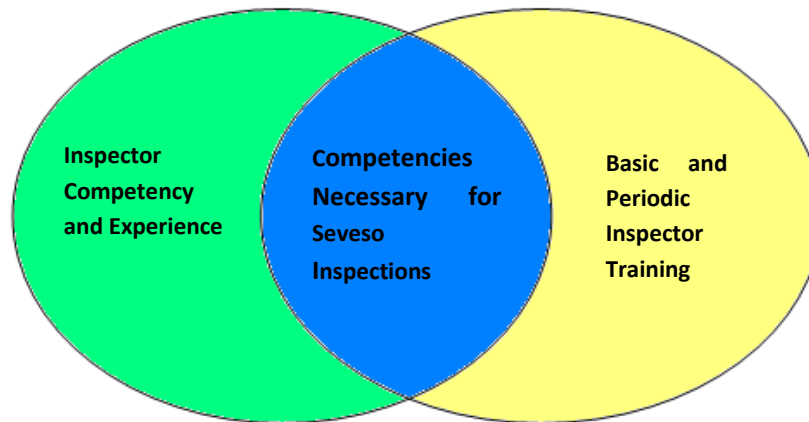 Inspector
Competency
and Experience
Competencies
Necessary for
Seveso
Inspections
Basic and
Periodic
Inspector
Training